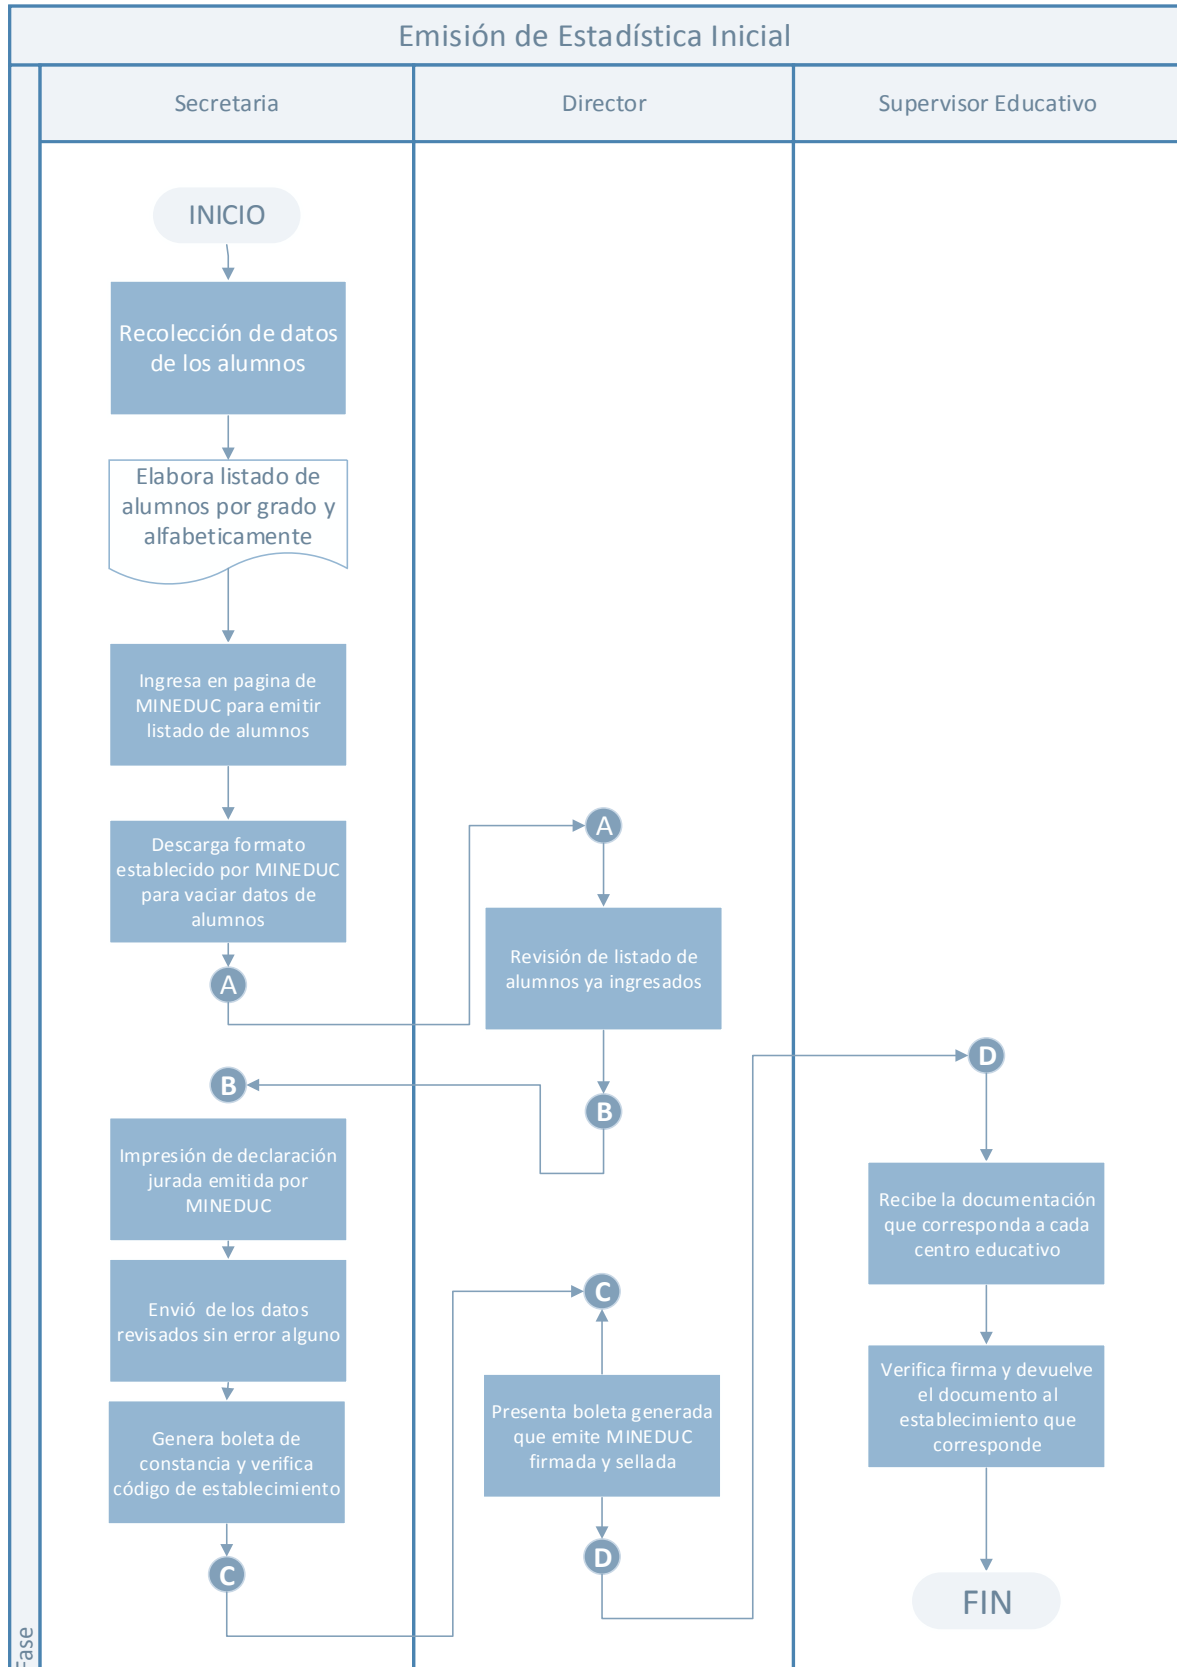 Emisión de Estadística Inicial
Secretaria
Director
Supervisor Educativo
INICIO
Recolección de datos
de los alumnos
Elabora listado de
alumnos por grado y
alfabeticamente
Ingresa en pagina de
MINEDUC para emitir
listado de alumnos
Descarga formato
establecido por MINEDUC
para vaciar datos de
alumnos
A
A
Revisión de listado de
alumnos ya ingresados
B
B
Impresión de declaración
jurada emitida por
MINEDUC
Envió de los datos
revisados sin error alguno
Genera boleta de
constancia y verifica
código de establecimiento
C
C
Presenta boleta generada
que emite MINEDUC
firmada y sellada
D
D
Recibe la documentación
que corresponda a cada
centro educativo
Verifica firma y devuelve
el documento al
establecimiento que
corresponde
FIN
Fase